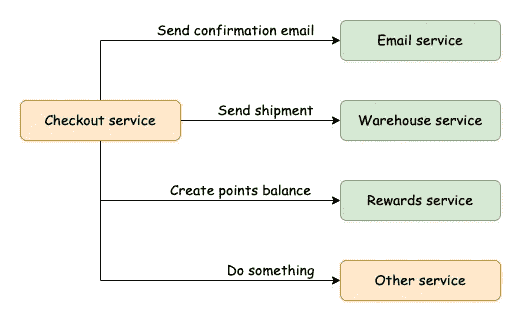 Send confirmation email
Email service
Checkout service
Send shipment
Warehouse service
Create points balance
Rewards service
Do something
Other service